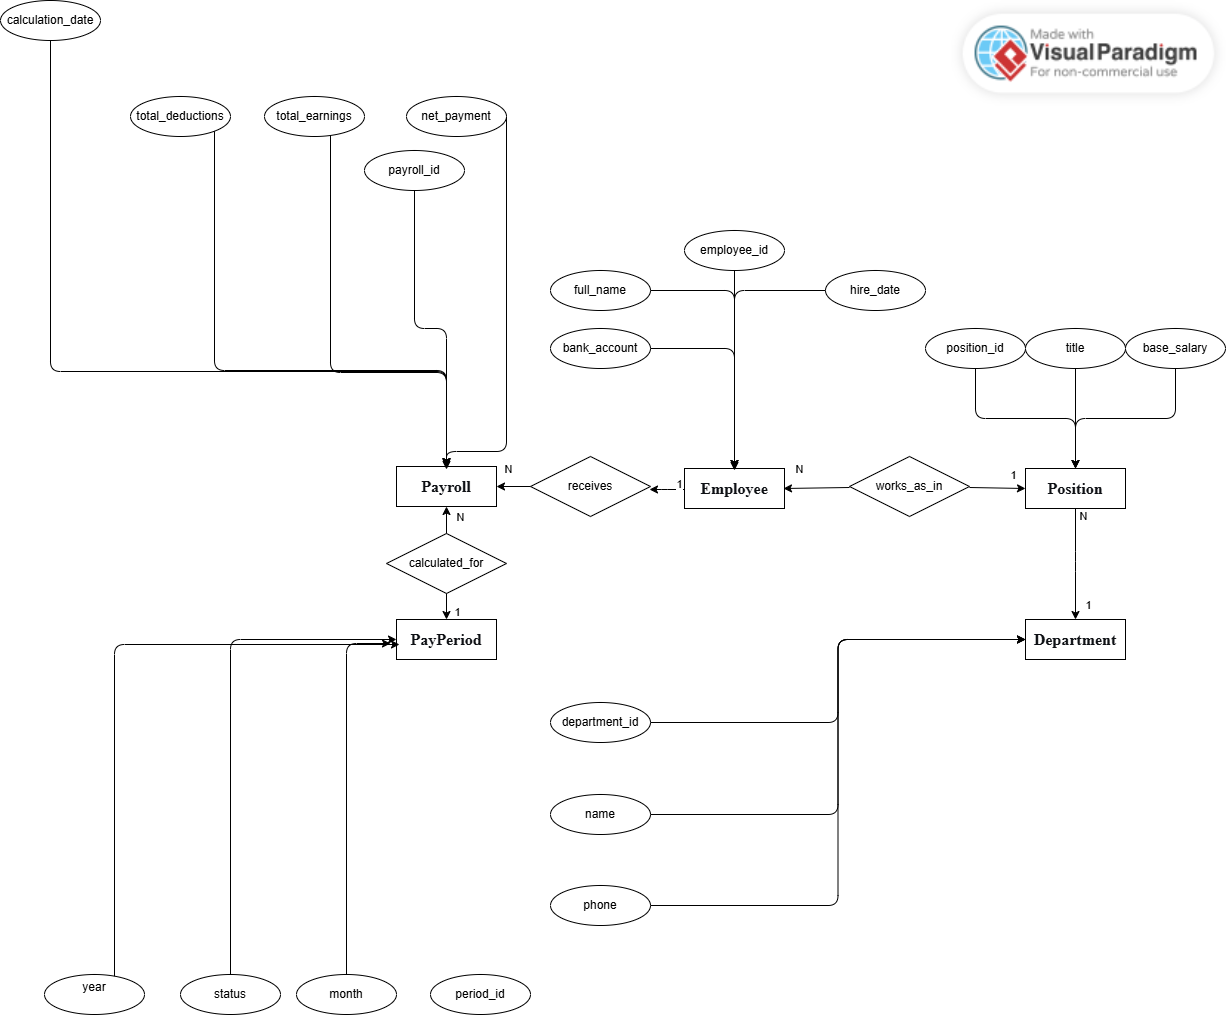 calculation_date
Made with
Visual Paradigm
For non-commercial use
total_deductions
total_earnings
net_payment
payroll_id
employee_id
full_name
hire_date
bank_account
position_id
title
base_salary
Payroll
N
receives
1
Employee
N
works_as_in
1
Position
N
N
calculated_for
1
1
PayPeriod
Department
department_id
name
phone
year
status
month
period_id